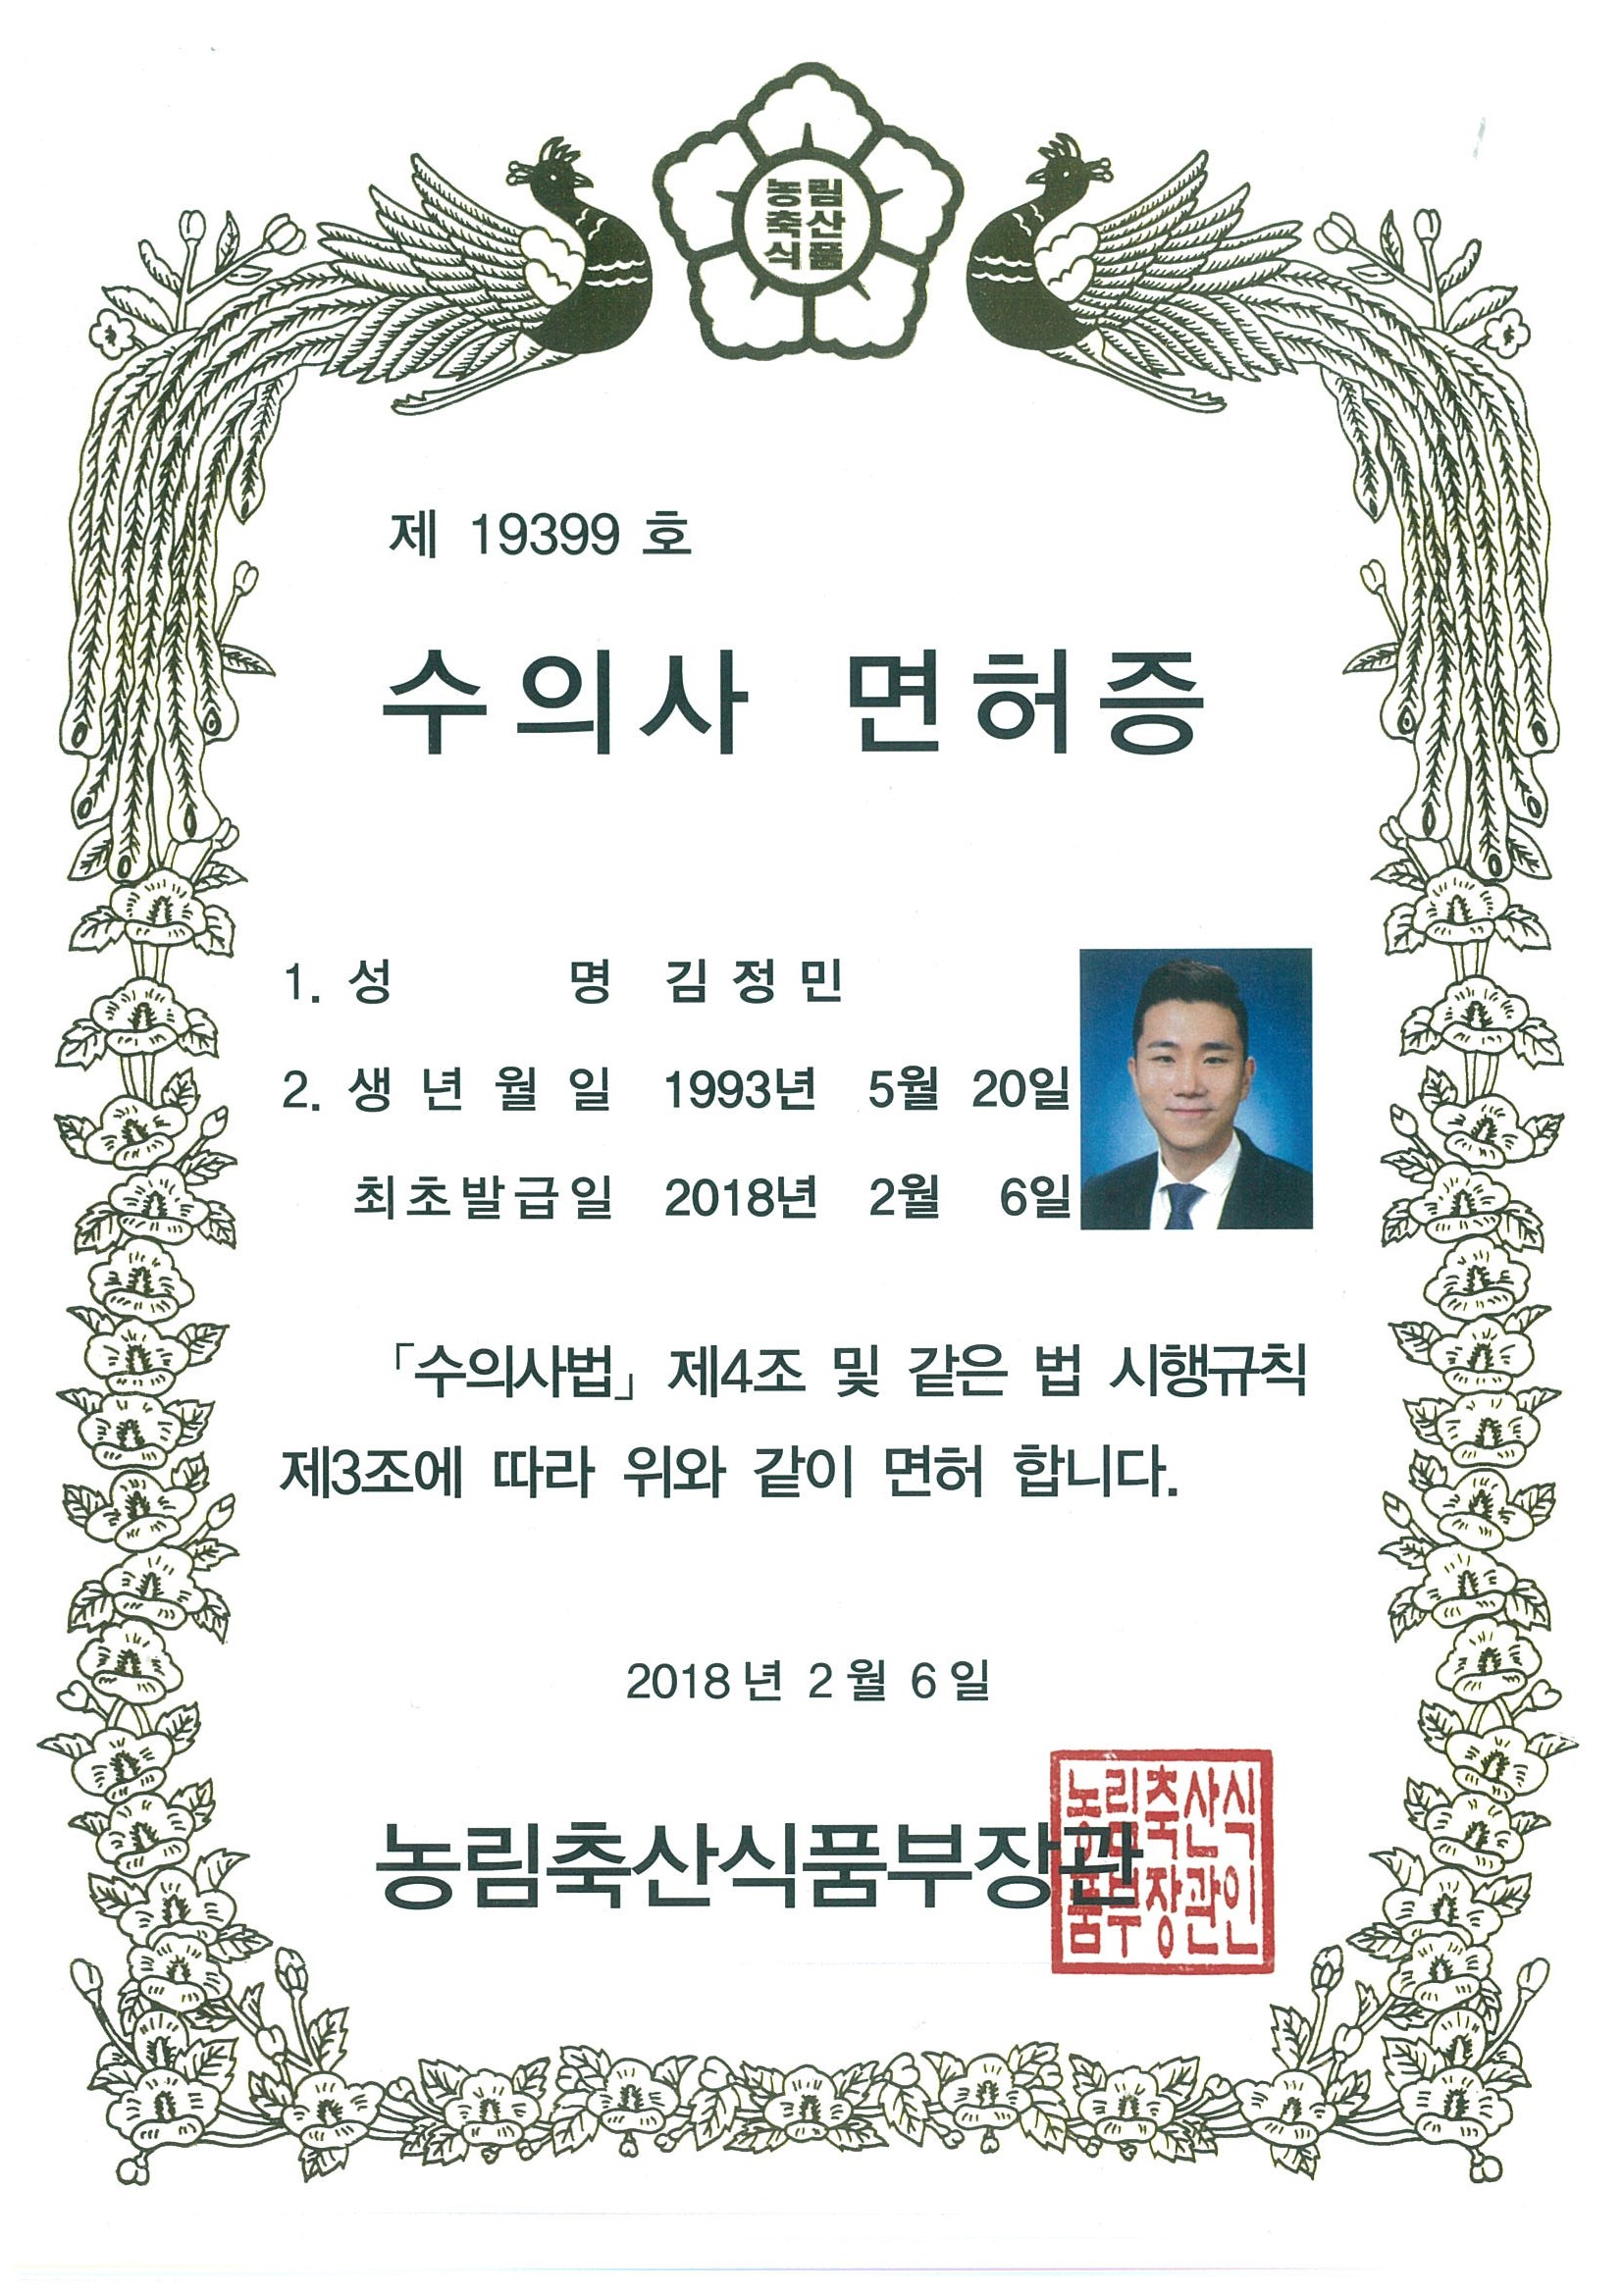 농림
축산
식품
제 19399 호
수의사 면허증
1. 성 명 김정민
2. 생년월일 1993년 5월 20일
최초발급일 2018년 2월 6일
「수의사법」 제4조 및 같은 법 시행규칙
제3조에 따라 위와 같이 면허 합니다.
2018년 2월 6일
농림축산식품부장관
농림축산식
품부장관인